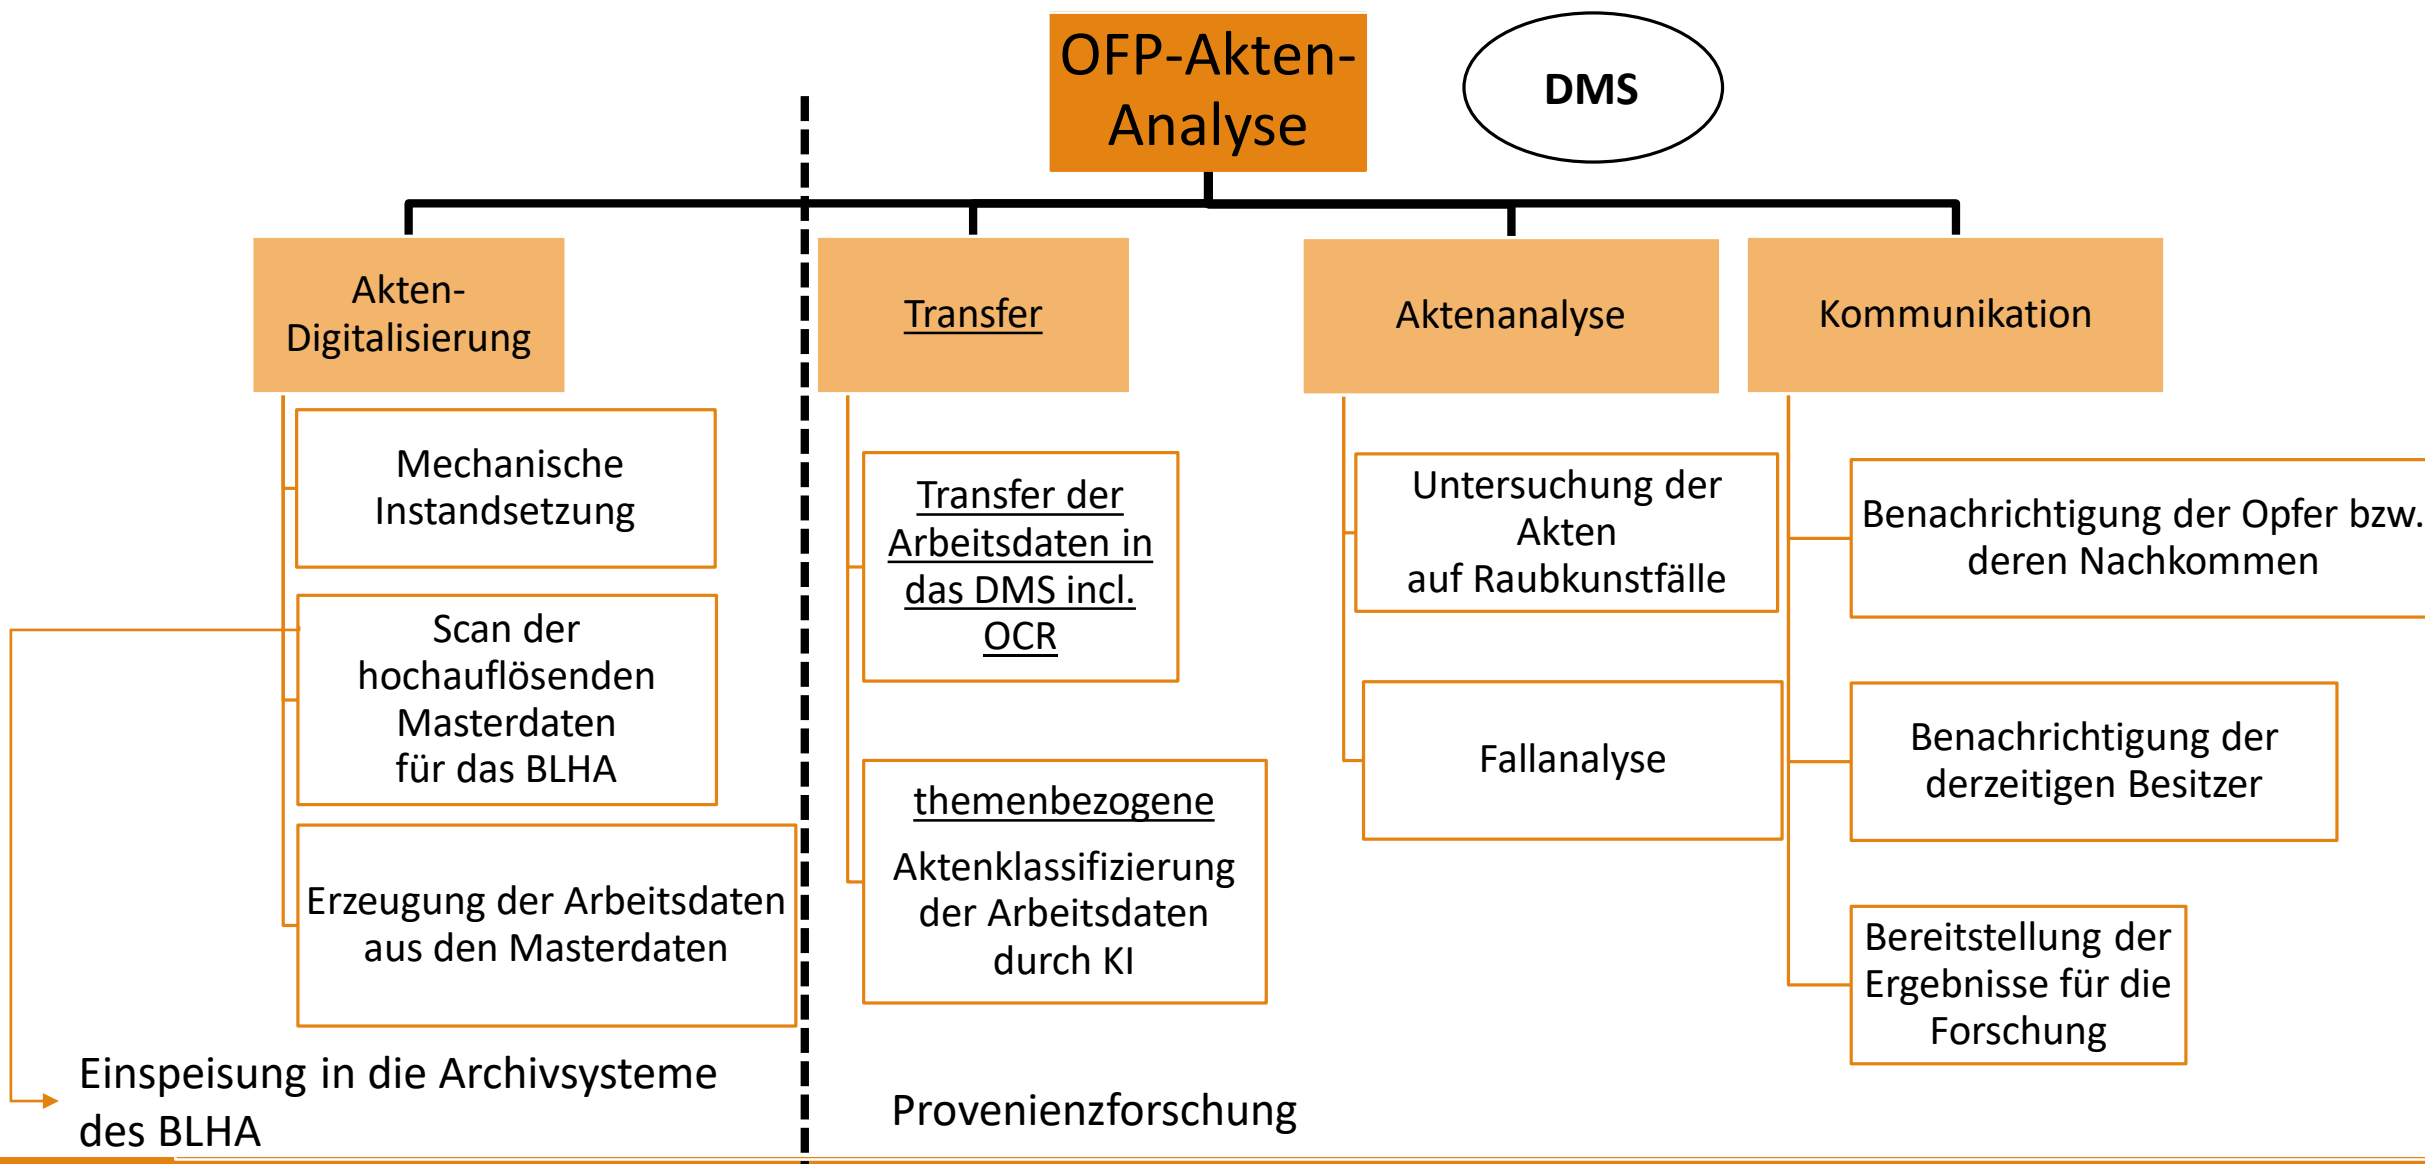 OFP-Akten-
Analyse
DMS
Akten-
Digitalisierung
Mechanische
Instandsetzung
Scan der
hochauflösenden
Masterdaten
für das BLHA
Erzeugung der Arbeitsdaten
aus den Masterdaten
Einspeisung in die Archivsysteme
des BLHA
Transfer
Transfer der
Arbeitsdaten in
das DMS incl.
OCR
themenbezogene
Aktenklassifizierung
der Arbeitsdaten
durch KI
Aktenanalyse
Untersuchung der
Akten
auf Raubkunstfälle
Fallanalyse
Kommunikation
Benachrichtigung der Opfer bzw.
deren Nachkommen
Benachrichtigung der
derzeitigen Besitzer
Bereitstellung der
Ergebnisse für die
Forschung
Provenienzforschung